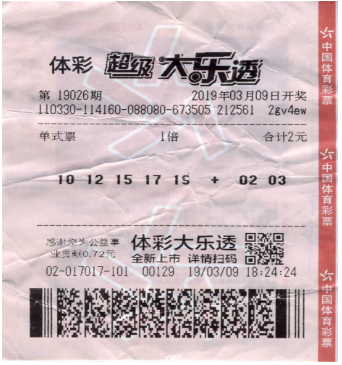 体彩 超级大乐透
第 19026期 2019年03月09日开奖
110330-114160-088080-673505 212561 2gv4ew
单式票 1倍 合计2元
10 12 15 17 + 02 03
感谢您为公益事
业贡献0.72元
体彩大乐透
全新上市 详情扫码
02-017017-101 00129 19/03/09 18:24:24
中国体育彩票
中国体育彩票
中国体育彩票